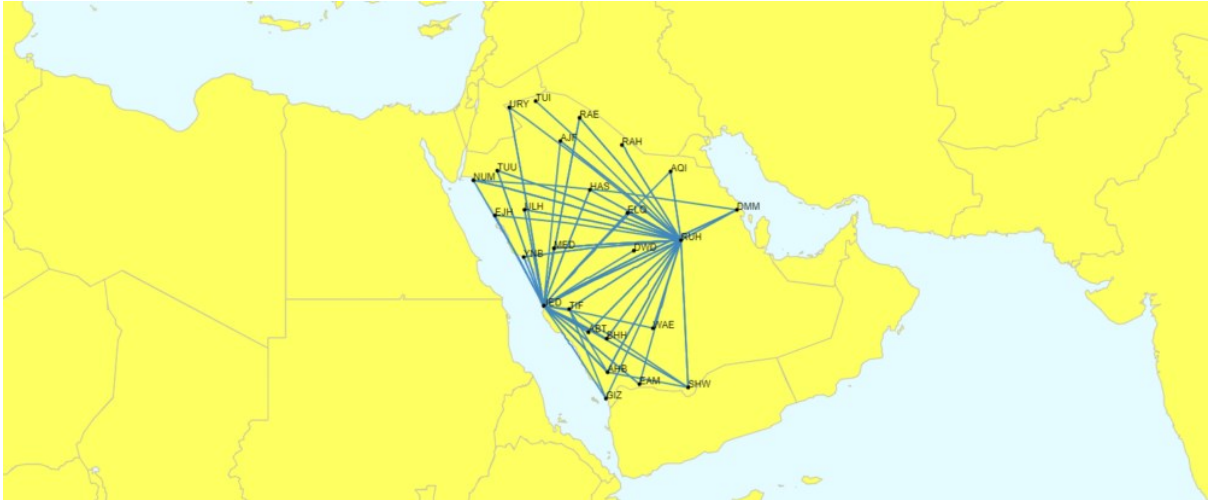 TUI
URY
RAE
AJF
RAH
TUU
AQI
NUM
HAS
ULH
DMM
ELQ
EJH
RUH
MED
DWD
YNB
JED
TIF
WAE
ABT
BHH
AHB
EAM
SHW
GIZ